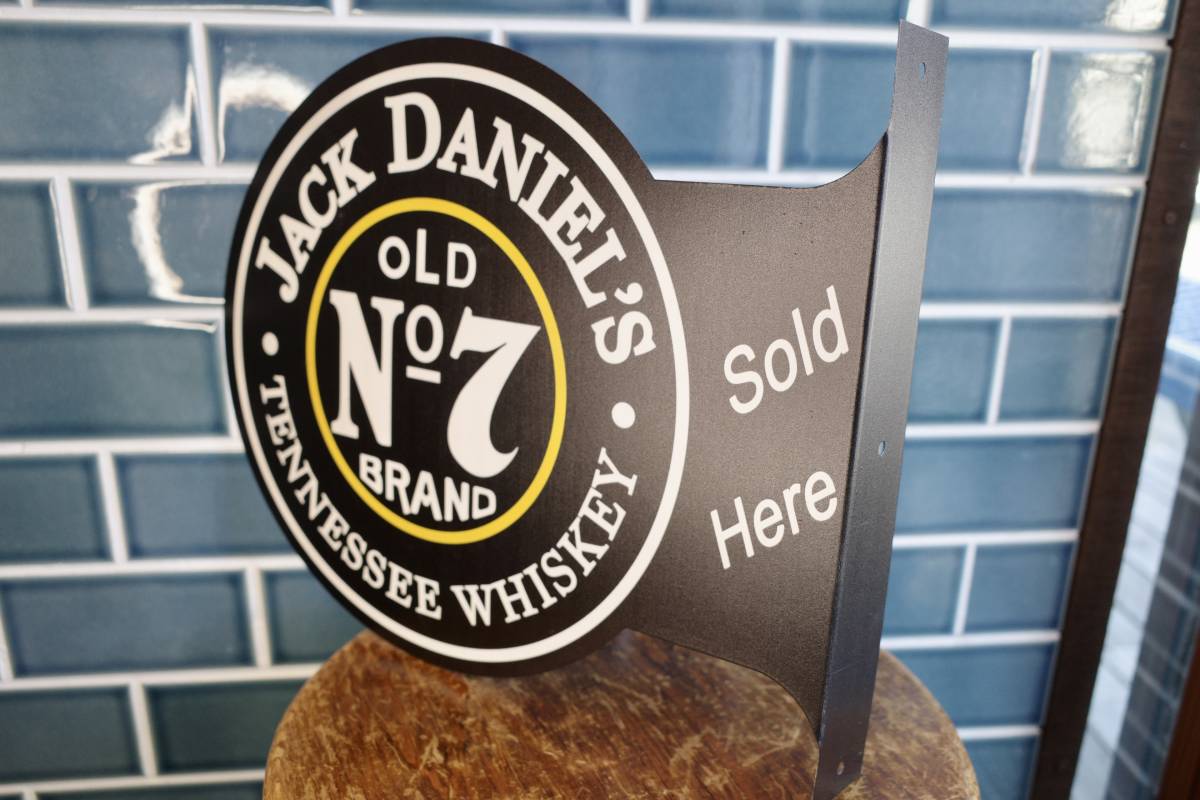 JACK DANIEL'S
OLD
Nº7
BRAND
TENNESSEE WHISKEY
Sold
Here